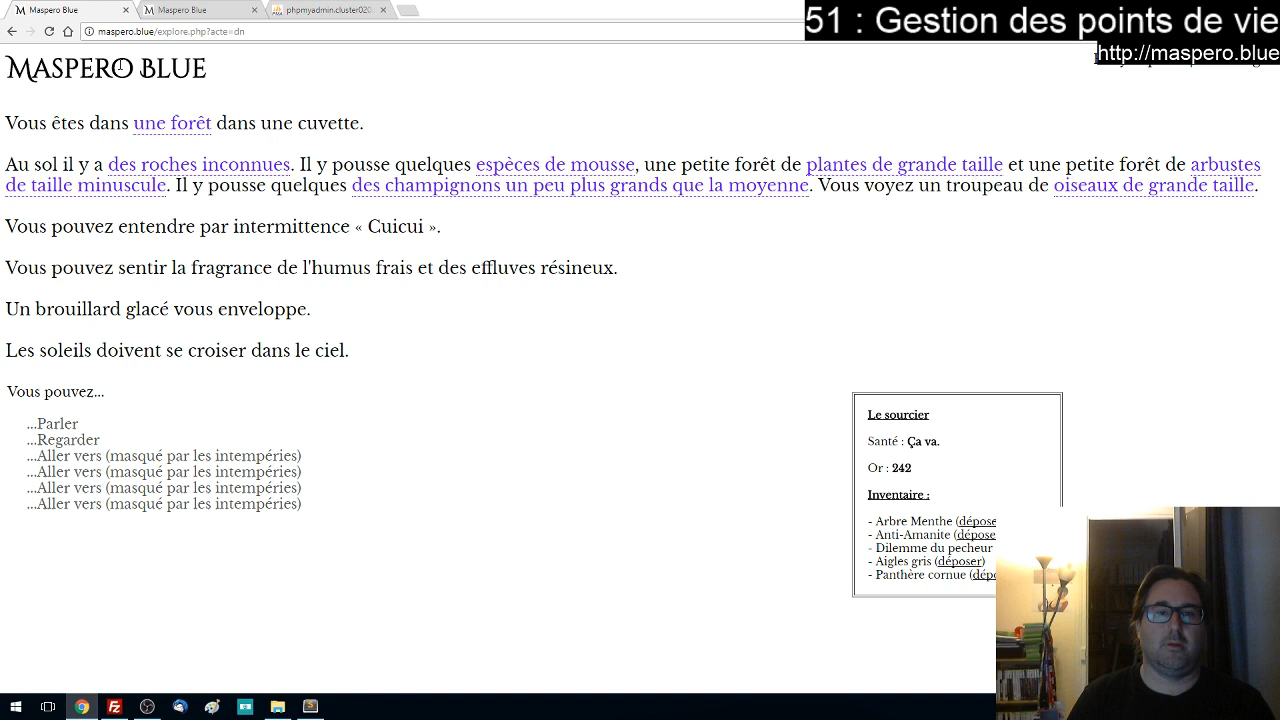 Maspero Blue
Maspero Blue
phpmyadmin.cluster020.
51 : Gestion des points de vie
maspero.blue/explore.php?acte=dn
http://maspero.blue
Maspero Blue
Vous êtes dans une forêt dans une cuvette.
Au sol il y a des roches inconnues. Il y pousse quelques espèces de mousse, une petite forêt de plantes de grande taille et une petite forêt de arbustes
de taille minuscule. Il y pousse quelques des champignons un peu plus grands que la moyenne. Vous voyez un troupeau de oiseaux de grande taille.
Vous pouvez entendre par intermittence « Cuicui ».
Vous pouvez sentir la fragrance de l'humus frais et des effluves résineux.
Un brouillard glacé vous enveloppe.
Les soleils doivent se croiser dans le ciel.
Vous pouvez...
...Parler
...Regarder
...Aller vers (masqué par les intempéries)
...Aller vers (masqué par les intempéries)
...Aller vers (masqué par les intempéries)
...Aller vers (masqué par les intempéries)
Le sourcier
Santé : Ça va.
Or : 242
Inventaire :
- Arbre Menthe (dépose
- Anti-Amanite (dépose
- Dilemme du pecheur
- Aigles gris (déposer)
- Panthère cornue (dépo